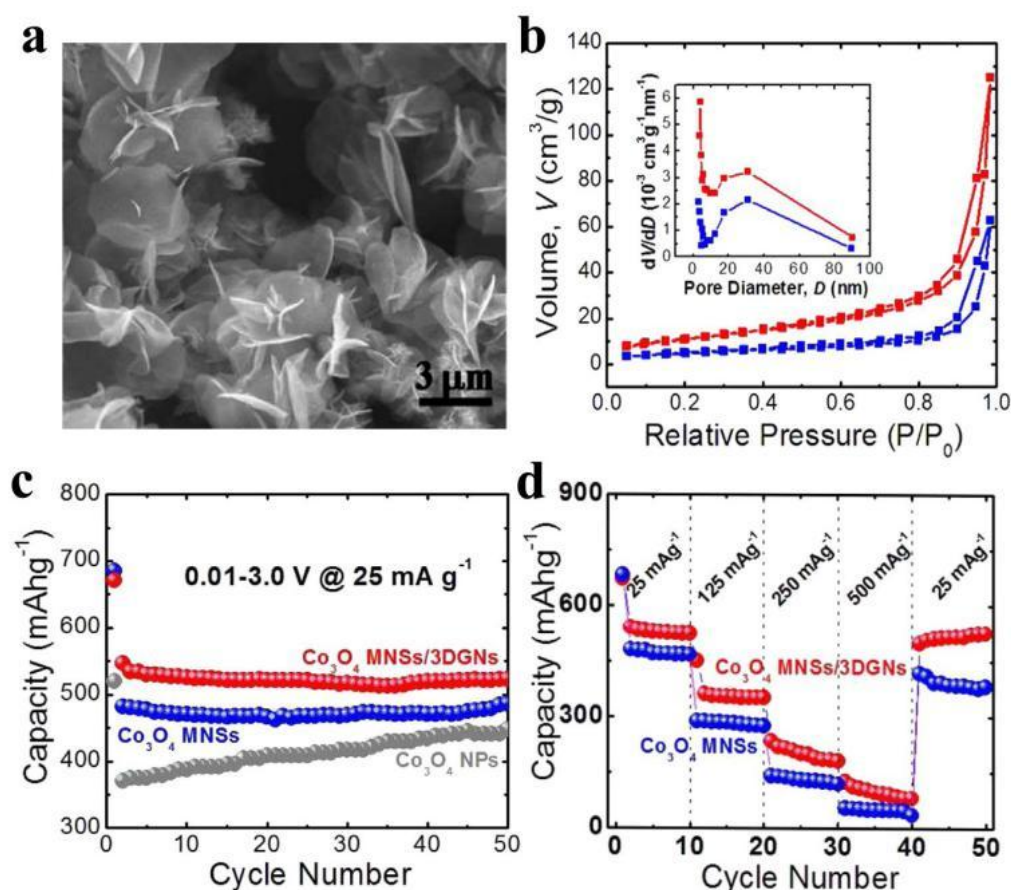 a
3 μm
b
Volume, V (cm³/g)
140
120
100
80
60
40
20
0
0.0 0.2 0.4 0.6 0.8 1.0
Relative Pressure (P/P₀)
dV/dD (10⁻³ cm³g⁻¹nm⁻¹)
6
5
4
3
2
1
0
0 20 40 60 80 100
Pore Diameter, D (nm)
c
Capacity (mAhg⁻¹)
800
700
600
500
400
300
0.01-3.0 V @ 25 mA g⁻¹
Co₃O₄ MNSs/3DGNs
Co₃O₄ MNSs
Co₃O₄ NPs
0 10 20 30 40 50
Cycle Number
d
Capacity (mAhg⁻¹)
900
600
300
0
25 mAg⁻¹
125 mAg⁻¹
250 mAg⁻¹
500 mAg⁻¹
25 mAg⁻¹
Co₃O₄ MNSs/3DGNs
Co₃O₄ MNSs
0 10 20 30 40 50
Cycle Number